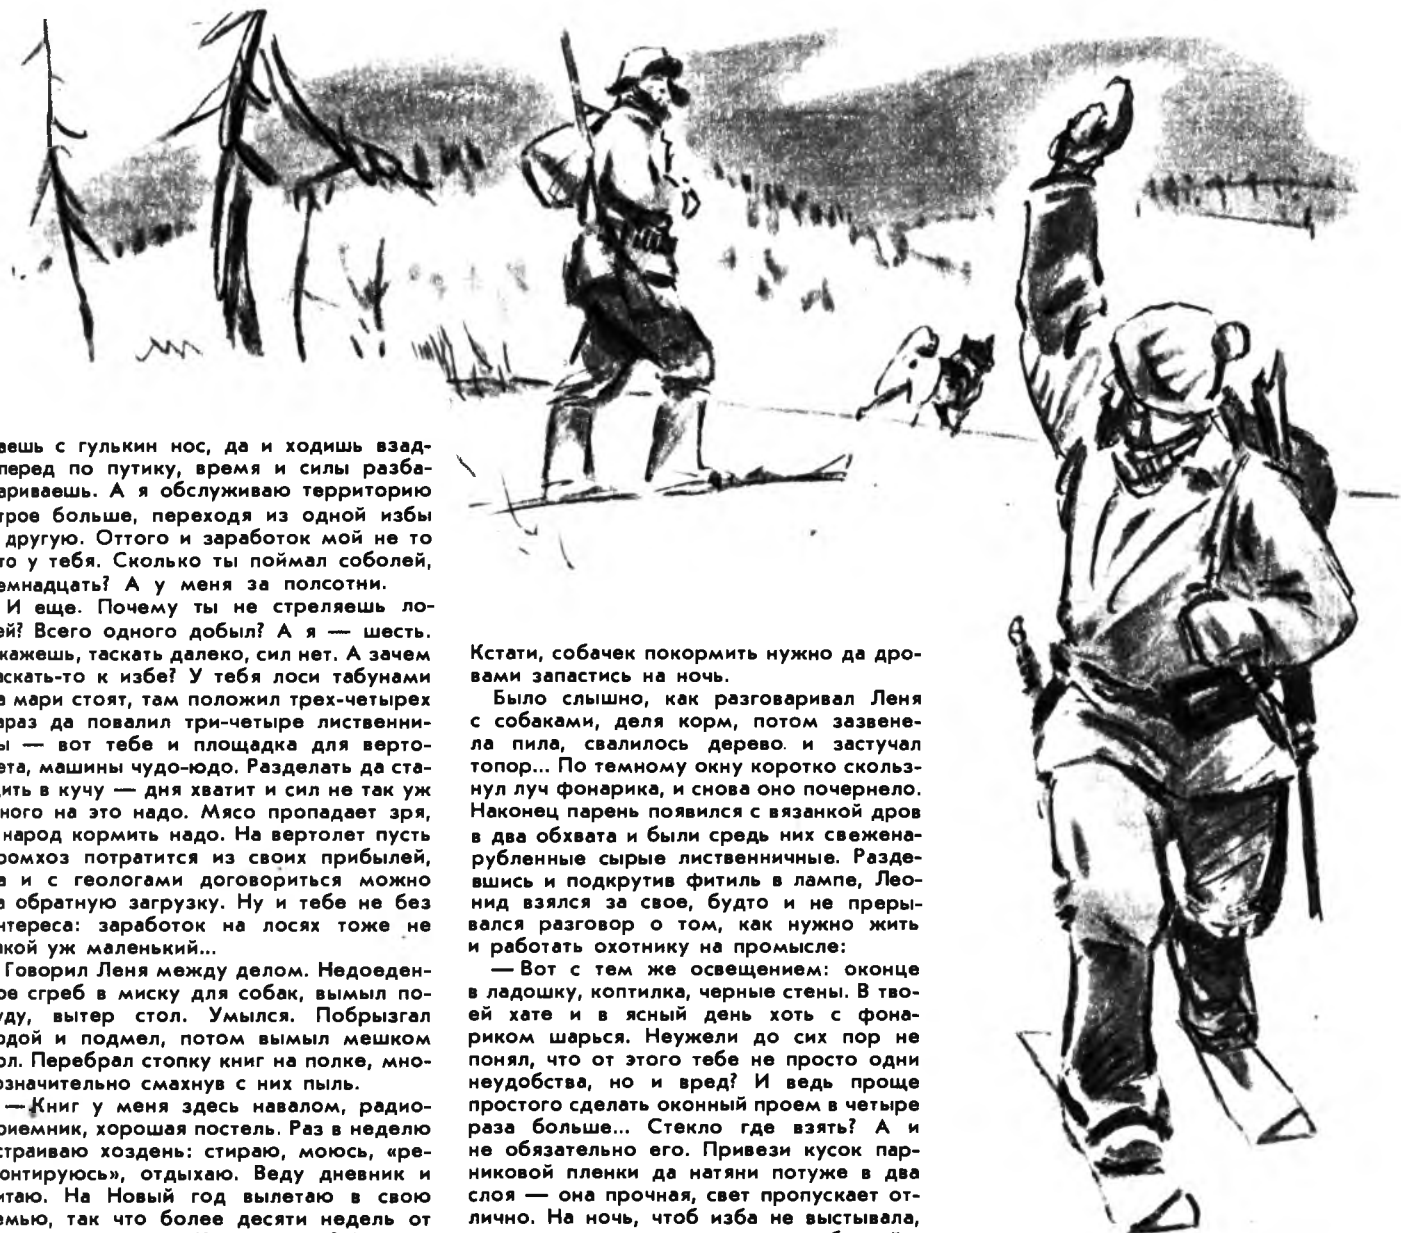 аешь с гулькин нос, да и ходишь взад-
перед по путику, время и силы разба-
ариваешь. А я обслуживаю территорию
трое больше, переходя из одной избы
другую. Оттого и заработок мой не то
то у тебя. Сколько ты поймал соболей,
емнадцать? А у меня за полсотни.
И еще. Почему ты не стреляешь ло-
ей? Всего одного добыл? А я — шесть.
кажешь, таскать далеко, сил нет. А зачем
аскать-то к избе? У тебя лоси табунами
а мари стоят, там положил трех-четырех
араз да повалил три-четыре лиственни-
ы — вот тебе и площадка для верто-
ета, машины чудо-юдо. Разделать да ста-
ить в кучу — дня хватит и сил не так уж
ного на это надо. Мясо пропадает зря,
народ кормить надо. На вертолет пусть
ромхоз потратится из своих прибылей,
а и с геологами договориться можно
а обратную загрузку. Ну и тебе не без
нтереса: заработок на лосях тоже не
акой уж маленький...
Говорил Леня между делом. Недоеден-
ое сгреб в миску для собак, вымыл по-
уду, вытер стол. Умылся. Побрызгал
одой и подмел, потом вымыл мешком
ол. Перебрал стопку книг на полке, мно-
означительно смахнув с них пыль.
— Книг у меня здесь навалом, радио-
риемник, хорошая постель. Раз в неделю
страиваю хоздень: стираю, моюсь, «ре-
онтируюсь», отдыхаю. Веду дневник и
итаю. На Новый год вылетаю в свою
емью, так что более десяти недель от
Кстати, собачек покормить нужно да дро-
вами запастись на ночь.
Было слышно, как разговаривал Леня
с собаками, деля корм, потом зазвене-
ла пила, свалилось дерево и застучал
топор... По темному окну коротко скольз-
нул луч фонарика, и снова оно почернело.
Наконец парень появился с вязанкой дров
в два обхвата и были средь них свежена-
рубленные сырые лиственничные. Разде-
вшись и подкрутив фитиль в лампе, Лео-
нид взялся за свое, будто и не преры-
вался разговор о том, как нужно жить
и работать охотнику на промысле:
— Вот с тем же освещением: оконце
в ладошку, коптилка, черные стены. В тво-
ей хате и в ясный день хоть с фона-
риком шарься. Неужели до сих пор не
понял, что от этого тебе не просто одни
неудобства, но и вред? И ведь проще
простого сделать оконный проем в четыре
раза больше... Стекло где взять? А и
не обязательно его. Привези кусок пар-
никовой пленки да натяни потуже в два
слоя — она прочная, свет пропускает от-
лично. На ночь, чтоб изба не выстывала,